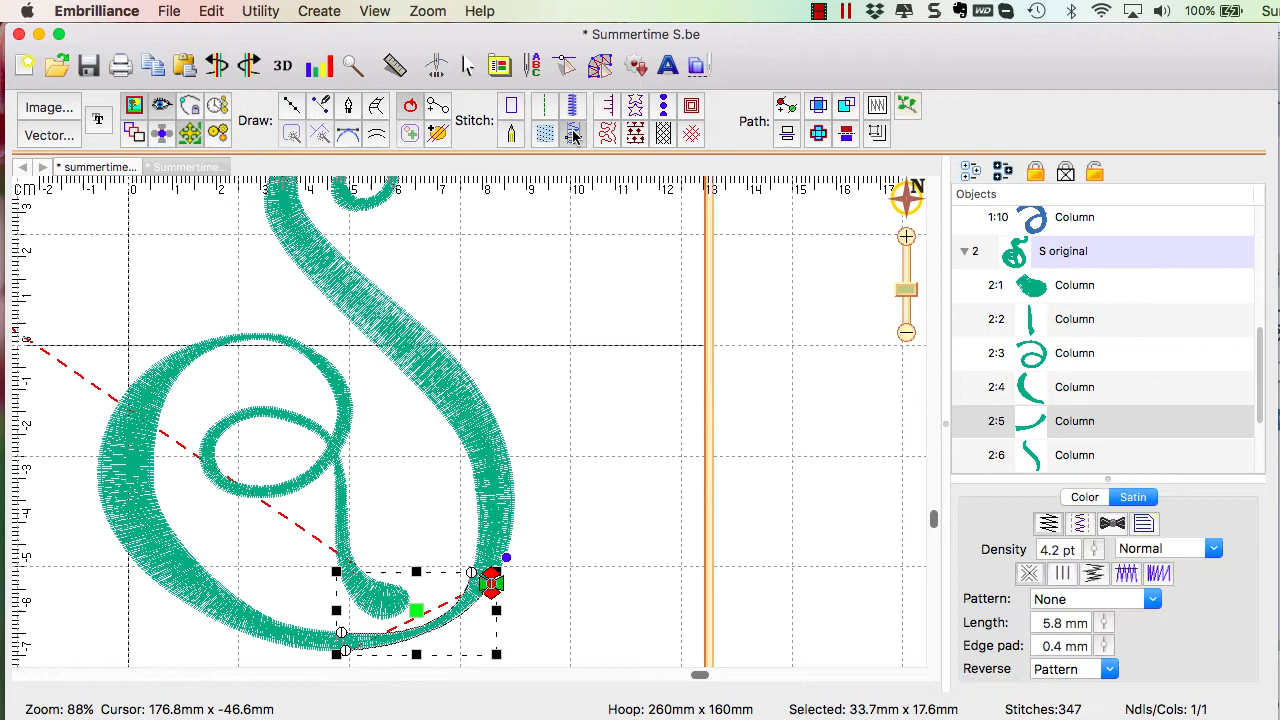 Embrilliance File Edit Utility Create View Zoom Help 100% Su
* Summertime S.be
3D A
Image... T Draw: Stitch: Path:
Vector...
* summertime... * Summertime...
Objects
1:10 Column
2 S original
2:1 Column
2:2 Column
2:3 Column
2:4 Column
2:5 Column
2:6 Column
N
Color Satin
Density 4.2 pt Normal
Pattern: None
Length: 5.8 mm
Edge pad: 0.4 mm
Reverse Pattern
Zoom: 88% Cursor: 176.8mm x -46.6mm Hoop: 260mm x 160mm Selected: 33.7mm x 17.6mm Stitches:347 Ndls/Cols: 1/1